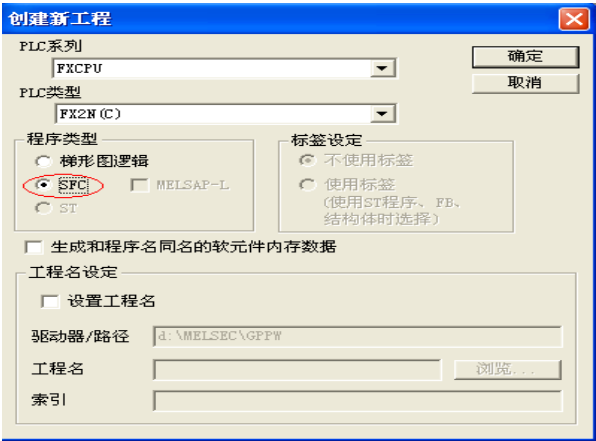 创建新工程
PLC系列
确定
FXCPU
取消
PLC类型
FX2N(C)
程序类型
标签设定
梯形图逻辑
不使用标签
SFC
MELSAP-L
使用标签
(使用ST程序、FB、
结构体时选择)
ST
生成和程序名同名的软元件内存数据
工程名设定
设置工程名
驱动器/路径
d:\MELSEC\GPPW
工程名
浏览...
索引